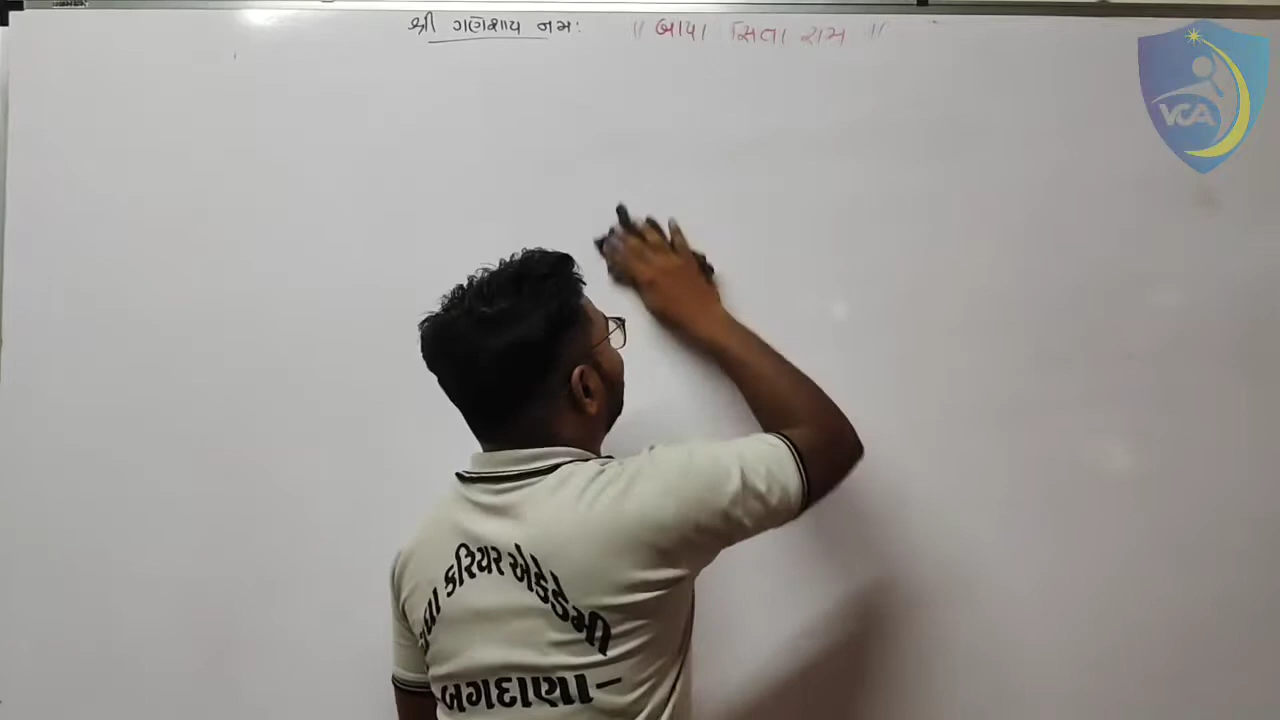 શ્રી ગણેશાય નમઃ
॥ બાપા સિતા રામ ॥
VCA
કરિયર એકેડેમી
બગદાણા